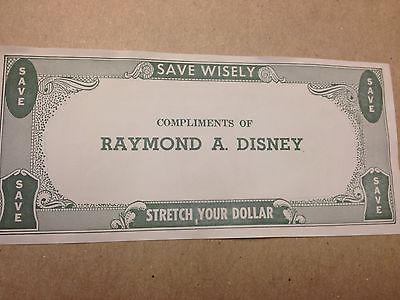 SAVE WISELY
SAVE
SAVE
COMPLIMENTS OF
RAYMOND A. DISNEY
SAVE
SAVE
STRETCH YOUR DOLLAR